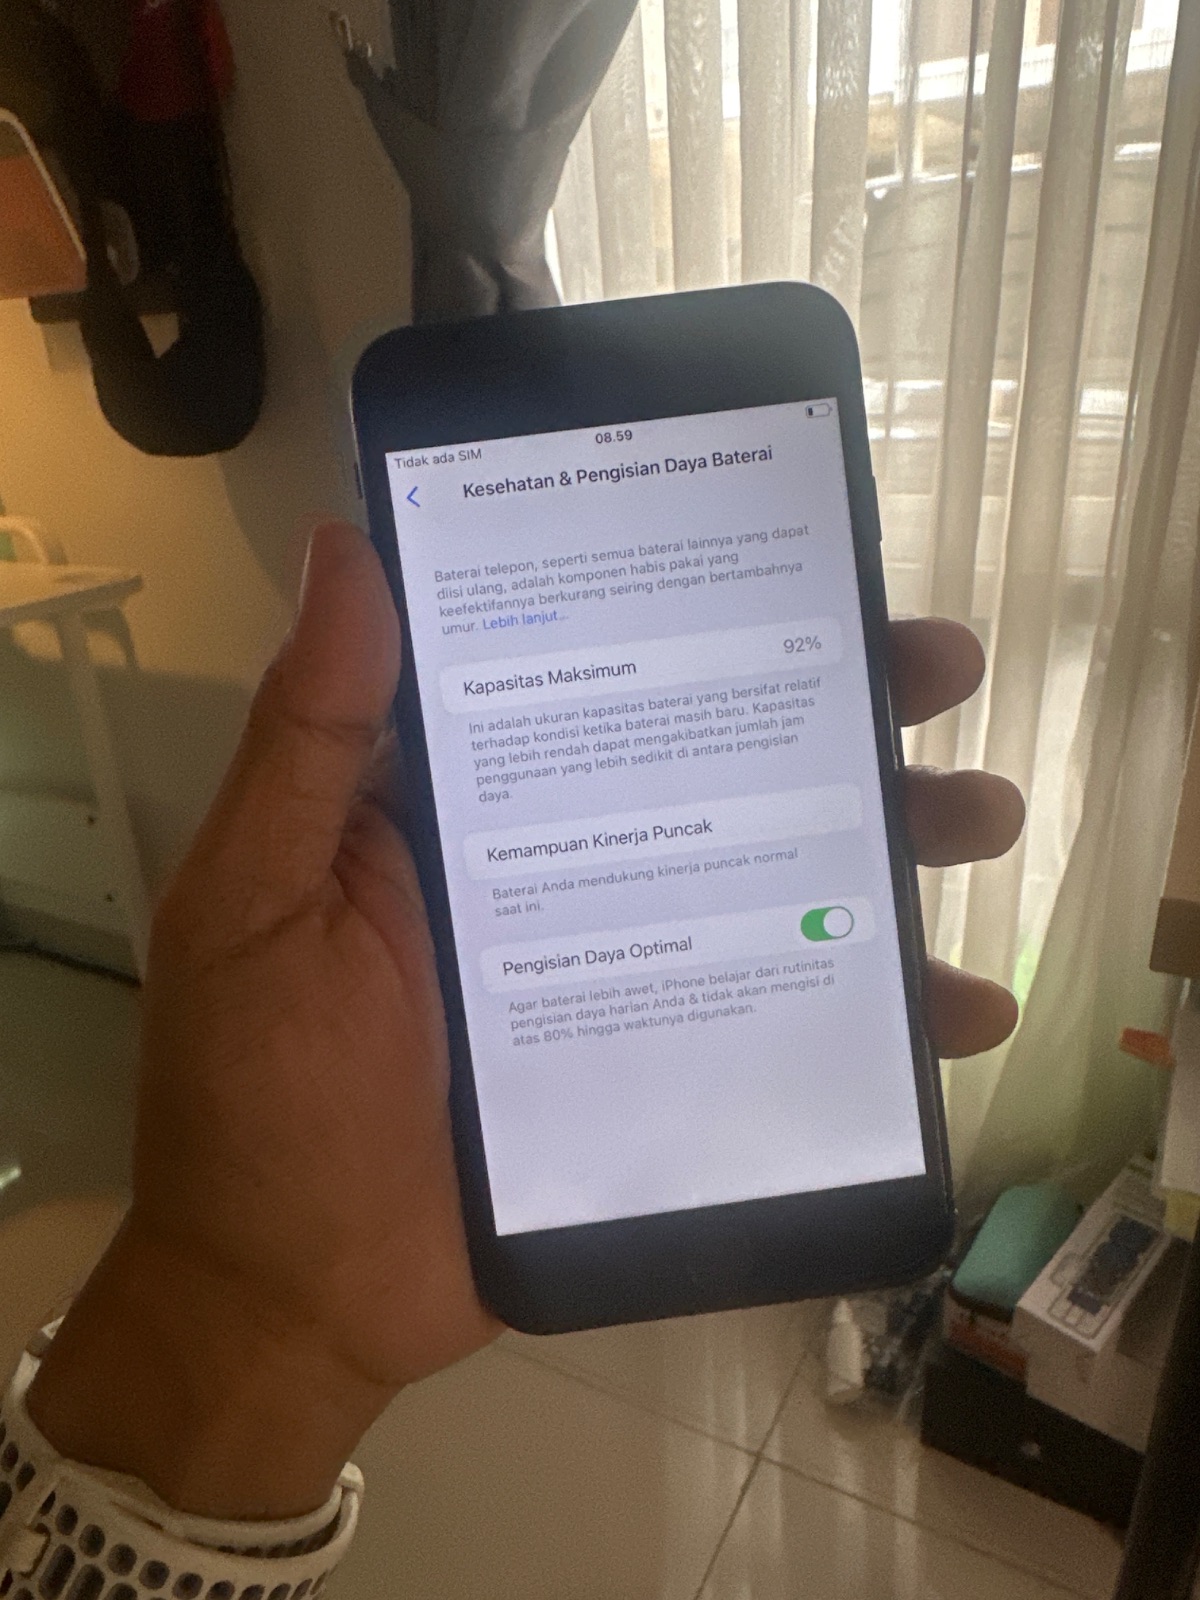 Tidak ada SIM
08.59
Kesehatan & Pengisian Daya Baterai
Baterai telepon, seperti semua baterai lainnya yang dapat
diisi ulang, adalah komponen habis pakai yang
keefektifannya berkurang seiring dengan bertambahnya
umur. Lebih lanjut...
Kapasitas Maksimum 92%
Ini adalah ukuran kapasitas baterai yang bersifat relatif
terhadap kondisi ketika baterai masih baru. Kapasitas
yang lebih rendah dapat mengakibatkan jumlah jam
penggunaan yang lebih sedikit di antara pengisian
daya.
Kemampuan Kinerja Puncak
Baterai Anda mendukung kinerja puncak normal
saat ini.
Pengisian Daya Optimal
Agar baterai lebih awet, iPhone belajar dari rutinitas
pengisian daya harian Anda & tidak akan mengisi di
atas 80% hingga waktunya digunakan.